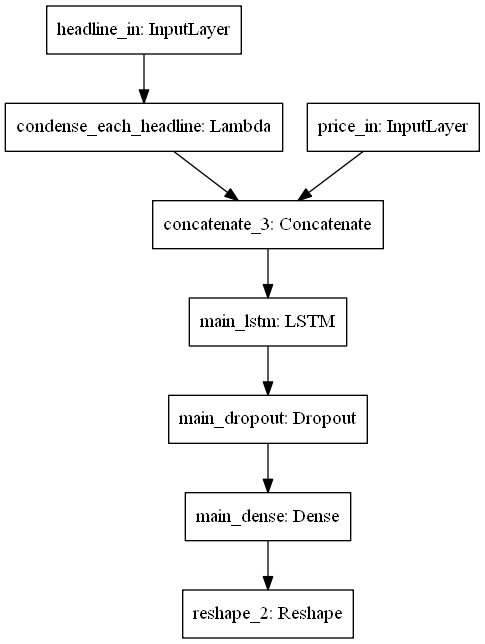 headline_in: InputLayer
condense_each_headline: Lambda
price_in: InputLayer
concatenate_3: Concatenate
main_lstm: LSTM
main_dropout: Dropout
main_dense: Dense
reshape_2: Reshape